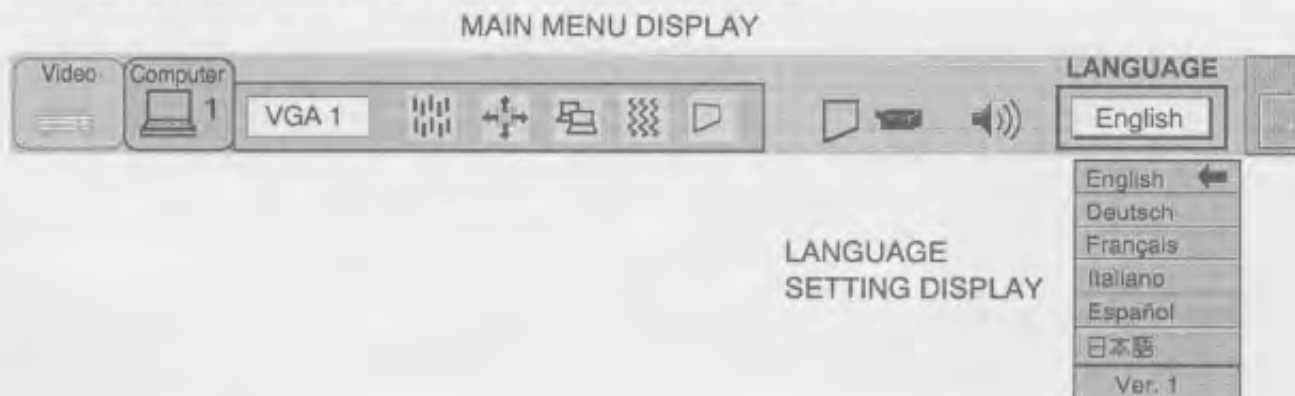 MAIN MENU DISPLAY
Video
Computer
1
VGA 1
LANGUAGE
English
English
Deutsch
Français
Italiano
Español
日本語
Ver. 1
LANGUAGE
SETTING DISPLAY